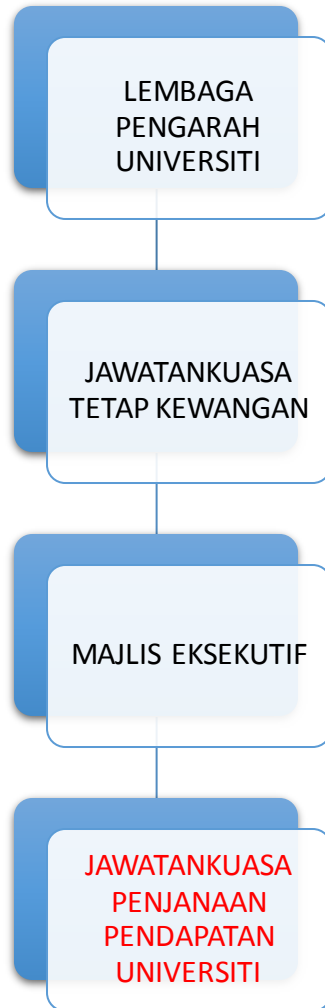 LEMBAGA
PENGARAH
UNIVERSITI
JAWATANKUASA
TETAP KEWANGAN
MAJLIS EKSEKUTIF
JAWATANKUASA
PENJANAAN
PENDAPATAN
UNIVERSITI